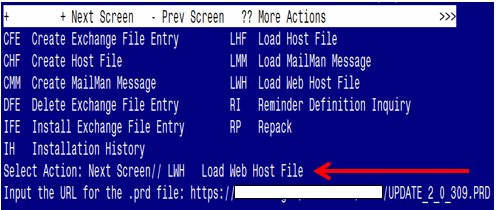 + + Next Screen - Prev Screen ?? More Actions >>>
CFE Create Exchange File Entry LHF Load Host File
CHF Create Host File LMM Load MailMan Message
CMM Create MailMan Message LWH Load Web Host File
DFE Delete Exchange File Entry RI Reminder Definition Inquiry
IFE Install Exchange File Entry RP Repack
IH Installation History
Select Action: Next Screen// LWH Load Web Host File
Input the URL for the .prd file: https:// /UPDATE_2_0_309.PRD